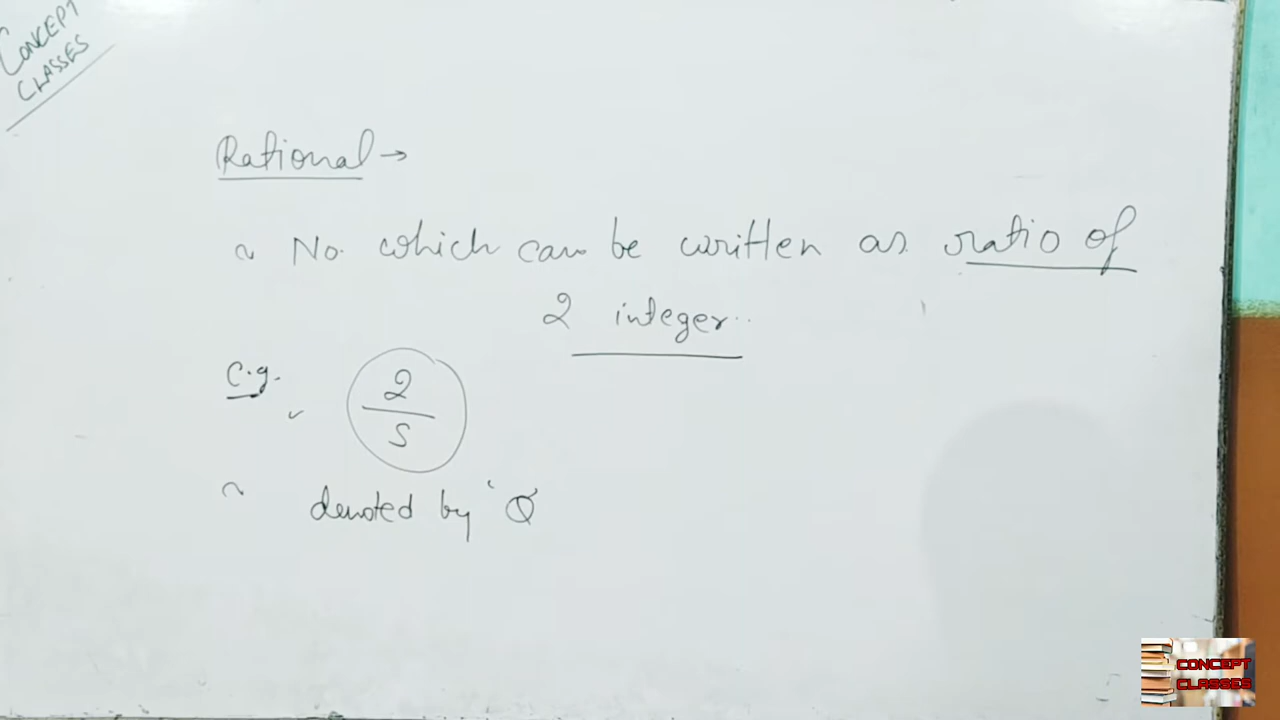 CONCEPT
CLASSES
Rational →
~ No. which can be written as ratio of
2 integer..
e.g. ✓ 2/5
~ denoted by 'Q'
CONCEPT
CLASSES